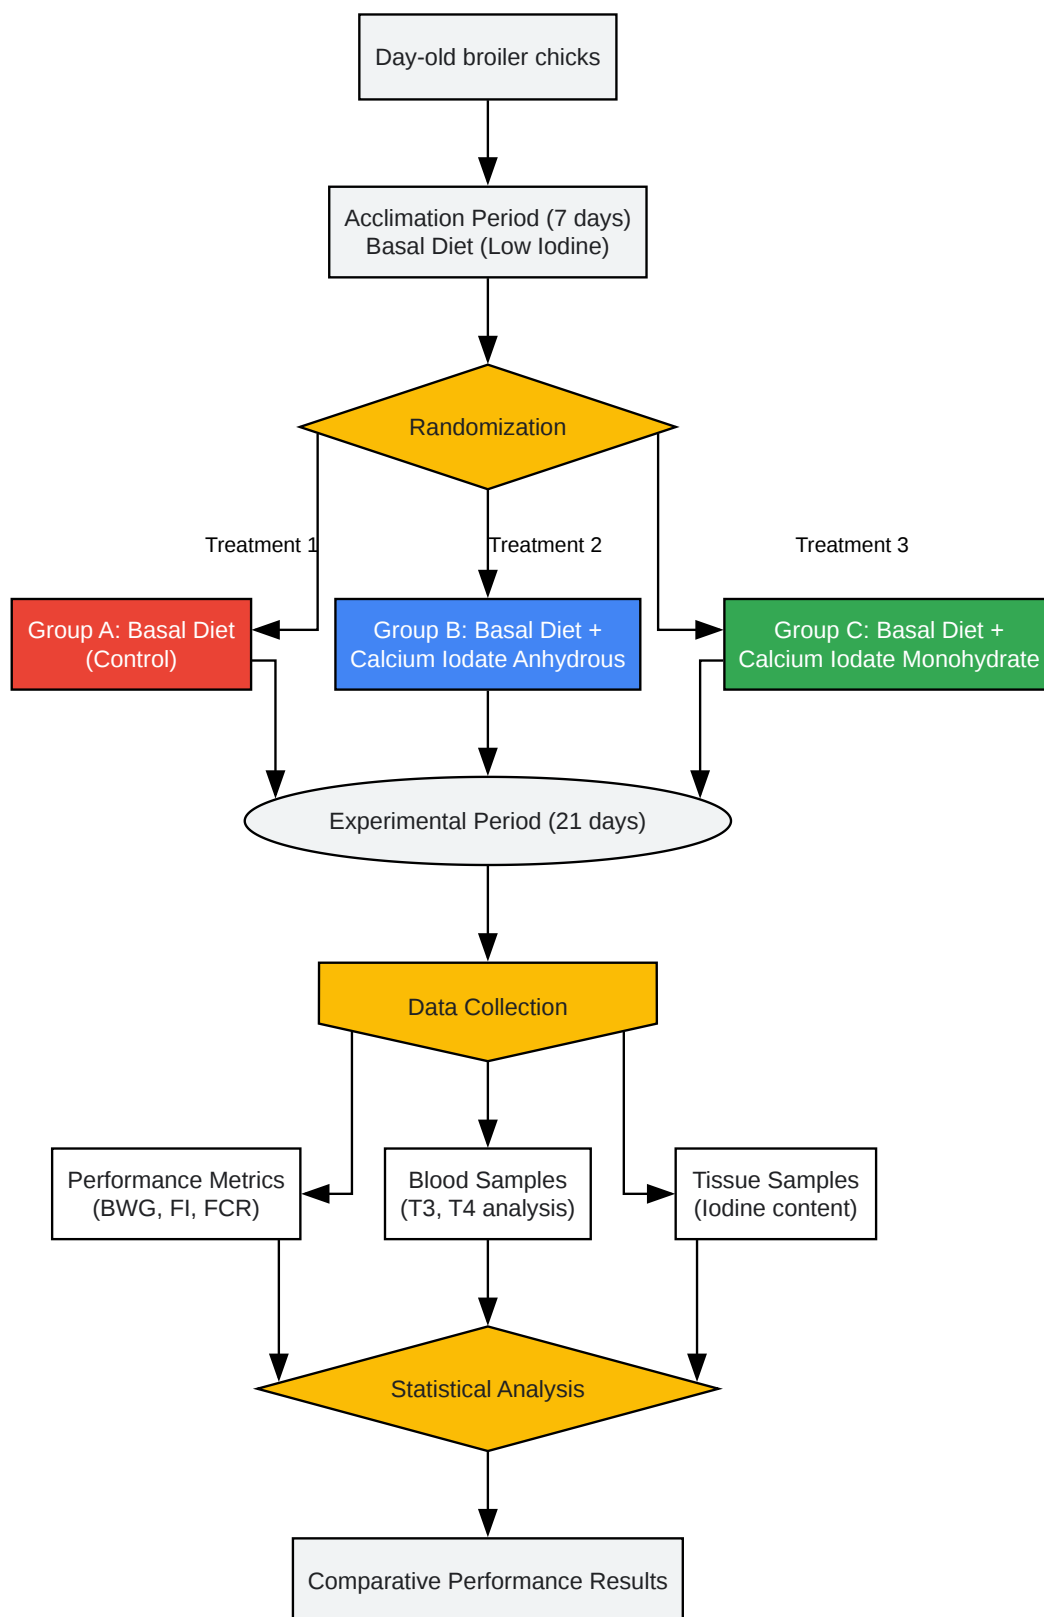 Day-old broiler chicks
Acclimation Period (7 days)
Basal Diet (Low Iodine)
Randomization
Treatment 1
Treatment 2
Treatment 3
Group A: Basal Diet
(Control)
Group B: Basal Diet +
Calcium Iodate Anhydrous
Group C: Basal Diet +
Calcium Iodate Monohydrate
Experimental Period (21 days)
Data Collection
Performance Metrics
(BWG, FI, FCR)
Blood Samples
(T3, T4 analysis)
Tissue Samples
(Iodine content)
Statistical Analysis
Comparative Performance Results